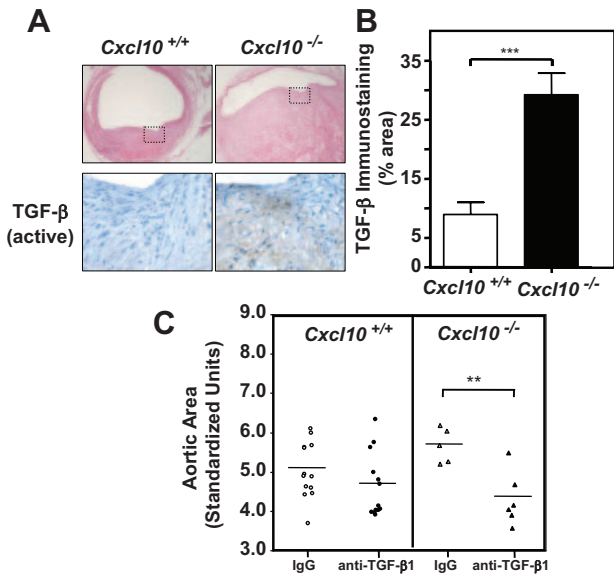 A
Cxcl10 +/+
Cxcl10 -/-
TGF-β
(active)
B
TGF-β Immunostaining
(% area)
35
25
15
5
0
***
Cxcl10 +/+
Cxcl10 -/-
C
Aortic Area
(Standardized Units)
9.0
8.0
7.0
6.0
5.0
4.0
3.0
Cxcl10 +/+
Cxcl10 -/-
**
IgG
anti-TGF-β1
IgG
anti-TGF-β1